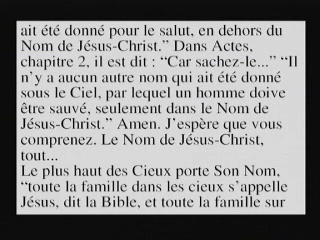 ait été donné pour le salut, en dehors du
Nom de Jésus-Christ.” Dans Actes,
chapitre 2, il est dit : “Car sachez-le...” “Il
n’y a aucun autre nom qui ait été donné
sous le Ciel, par lequel un homme doive
être sauvé, seulement dans le Nom de
Jésus-Christ.” Amen. J’espère que vous
comprenez. Le Nom de Jésus-Christ,
tout...
Le plus haut des Cieux porte Son Nom,
“toute la famille dans les cieux s’appelle
Jésus, dit la Bible, et toute la famille sur